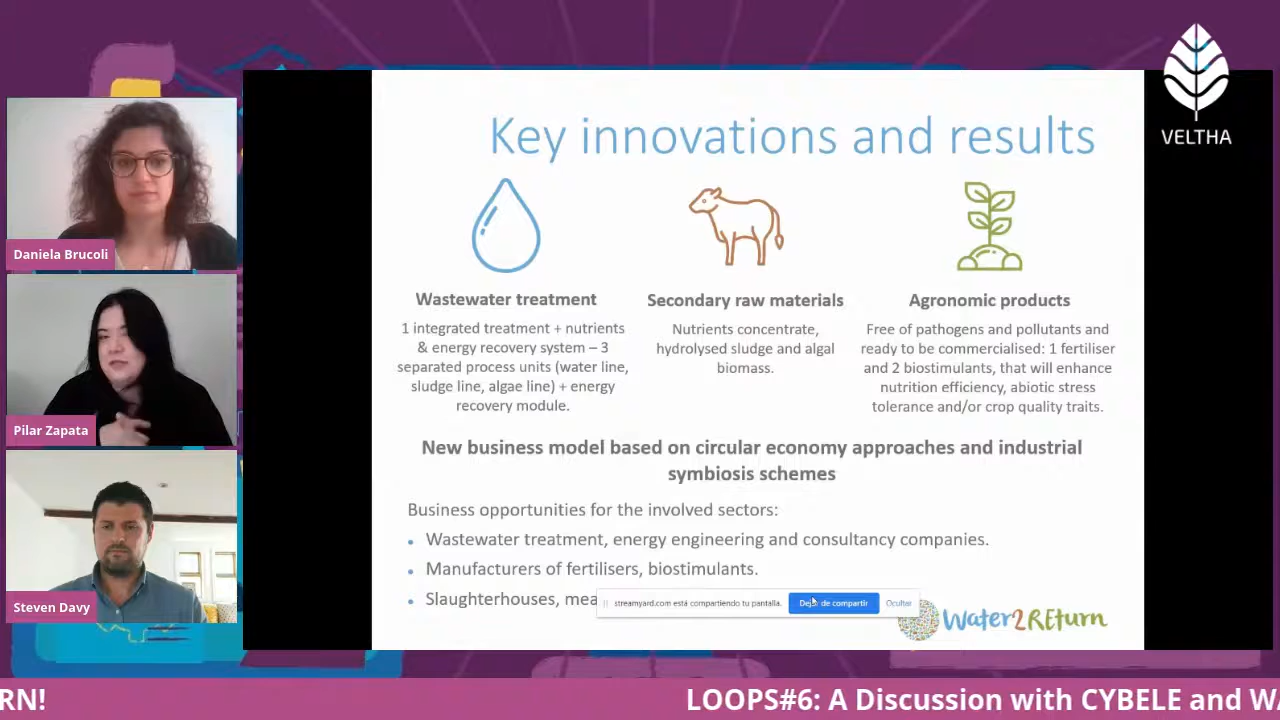 VELTHA
Daniela Brucoli
Pilar Zapata
Steven Davy
Key innovations and results
Wastewater treatment
1 integrated treatment + nutrients
& energy recovery system – 3
separated process units (water line,
sludge line, algae line) + energy
recovery module.
Secondary raw materials
Nutrients concentrate,
hydrolysed sludge and algal
biomass.
Agronomic products
Free of pathogens and pollutants and
ready to be commercialised: 1 fertiliser
and 2 biostimulants, that will enhance
nutrition efficiency, abiotic stress
tolerance and/or crop quality traits.
New business model based on circular economy approaches and industrial
symbiosis schemes
Business opportunities for the involved sectors:
• Wastewater treatment, energy engineering and consultancy companies.
• Manufacturers of fertilisers, biostimulants.
• Slaughterhouses, mea
streamyard.com está compartiendo tu pantalla.
Dejar de compartir
Ocultar
Water2REturn
RN!
LOOPS#6: A Discussion with CYBELE and WA